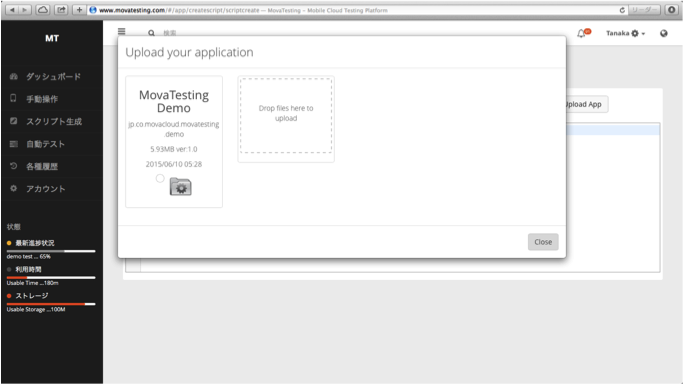 www.movatesting.com/#/app/createscript/scriptcreate — MovaTesting – Mobile Cloud Testing Platform
リーダー
MT
検索
Tanaka
Upload your application
ダッシュボード
手動操作
スクリプト生成
自動テスト
各種履歴
アカウント
MovaTesting
Demo
jp.co.movacloud.movatesting
.demo
5.93MB ver:1.0
2015/06/10 05:28
Drop files here to
upload
Upload App
状態
最新進捗状況
demo test ... 65%
利用時間
Usable Time ...180m
ストレージ
Usable Storage ...100M
Close